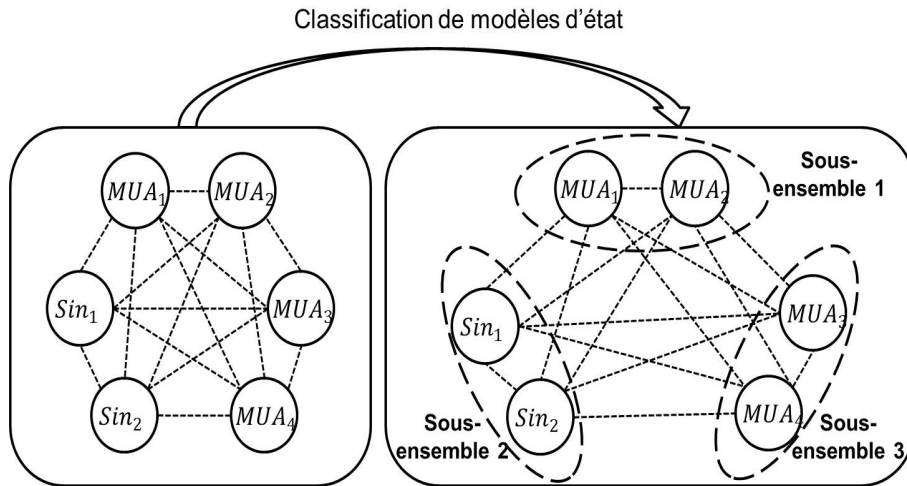 Classification de modèles d'état
MUA₁ MUA₂
Sin₁ MUA₃
Sin₂ MUA₄
Sous-
ensemble 1
MUA₁ MUA₂
Sin₁ MUA₃
Sin₂ MUA₄
Sous-
ensemble 2
Sous-
ensemble 3